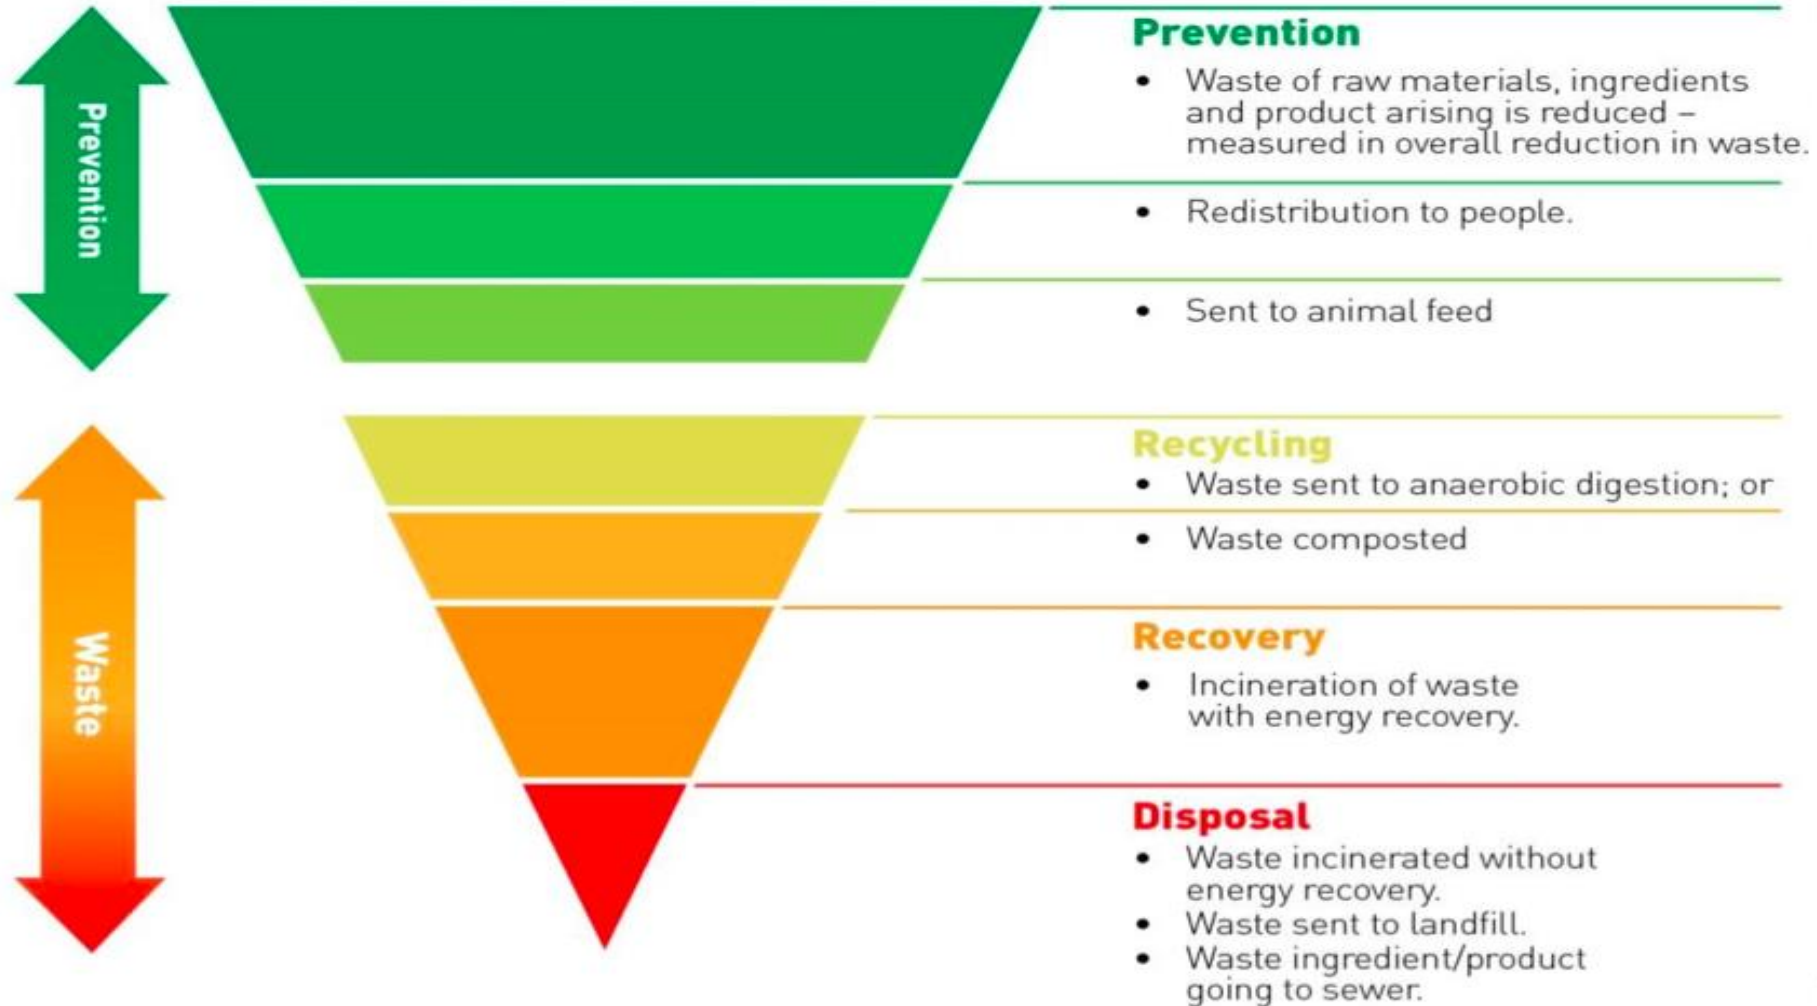 Prevention
Prevention
• Waste of raw materials, ingredients
and product arising is reduced –
measured in overall reduction in waste.
• Redistribution to people.
• Sent to animal feed
Waste
Recycling
• Waste sent to anaerobic digestion; or
• Waste composted
Recovery
• Incineration of waste
with energy recovery.
Disposal
• Waste incinerated without
energy recovery.
• Waste sent to landfill.
• Waste ingredient/product
going to sewer.